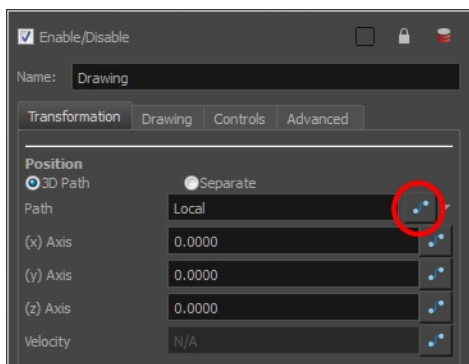 Enable/Disable
Name: Drawing
Transformation Drawing Controls Advanced
Position
3D Path Separate
Path Local
(x) Axis 0.0000
(y) Axis 0.0000
(z) Axis 0.0000
Velocity N/A